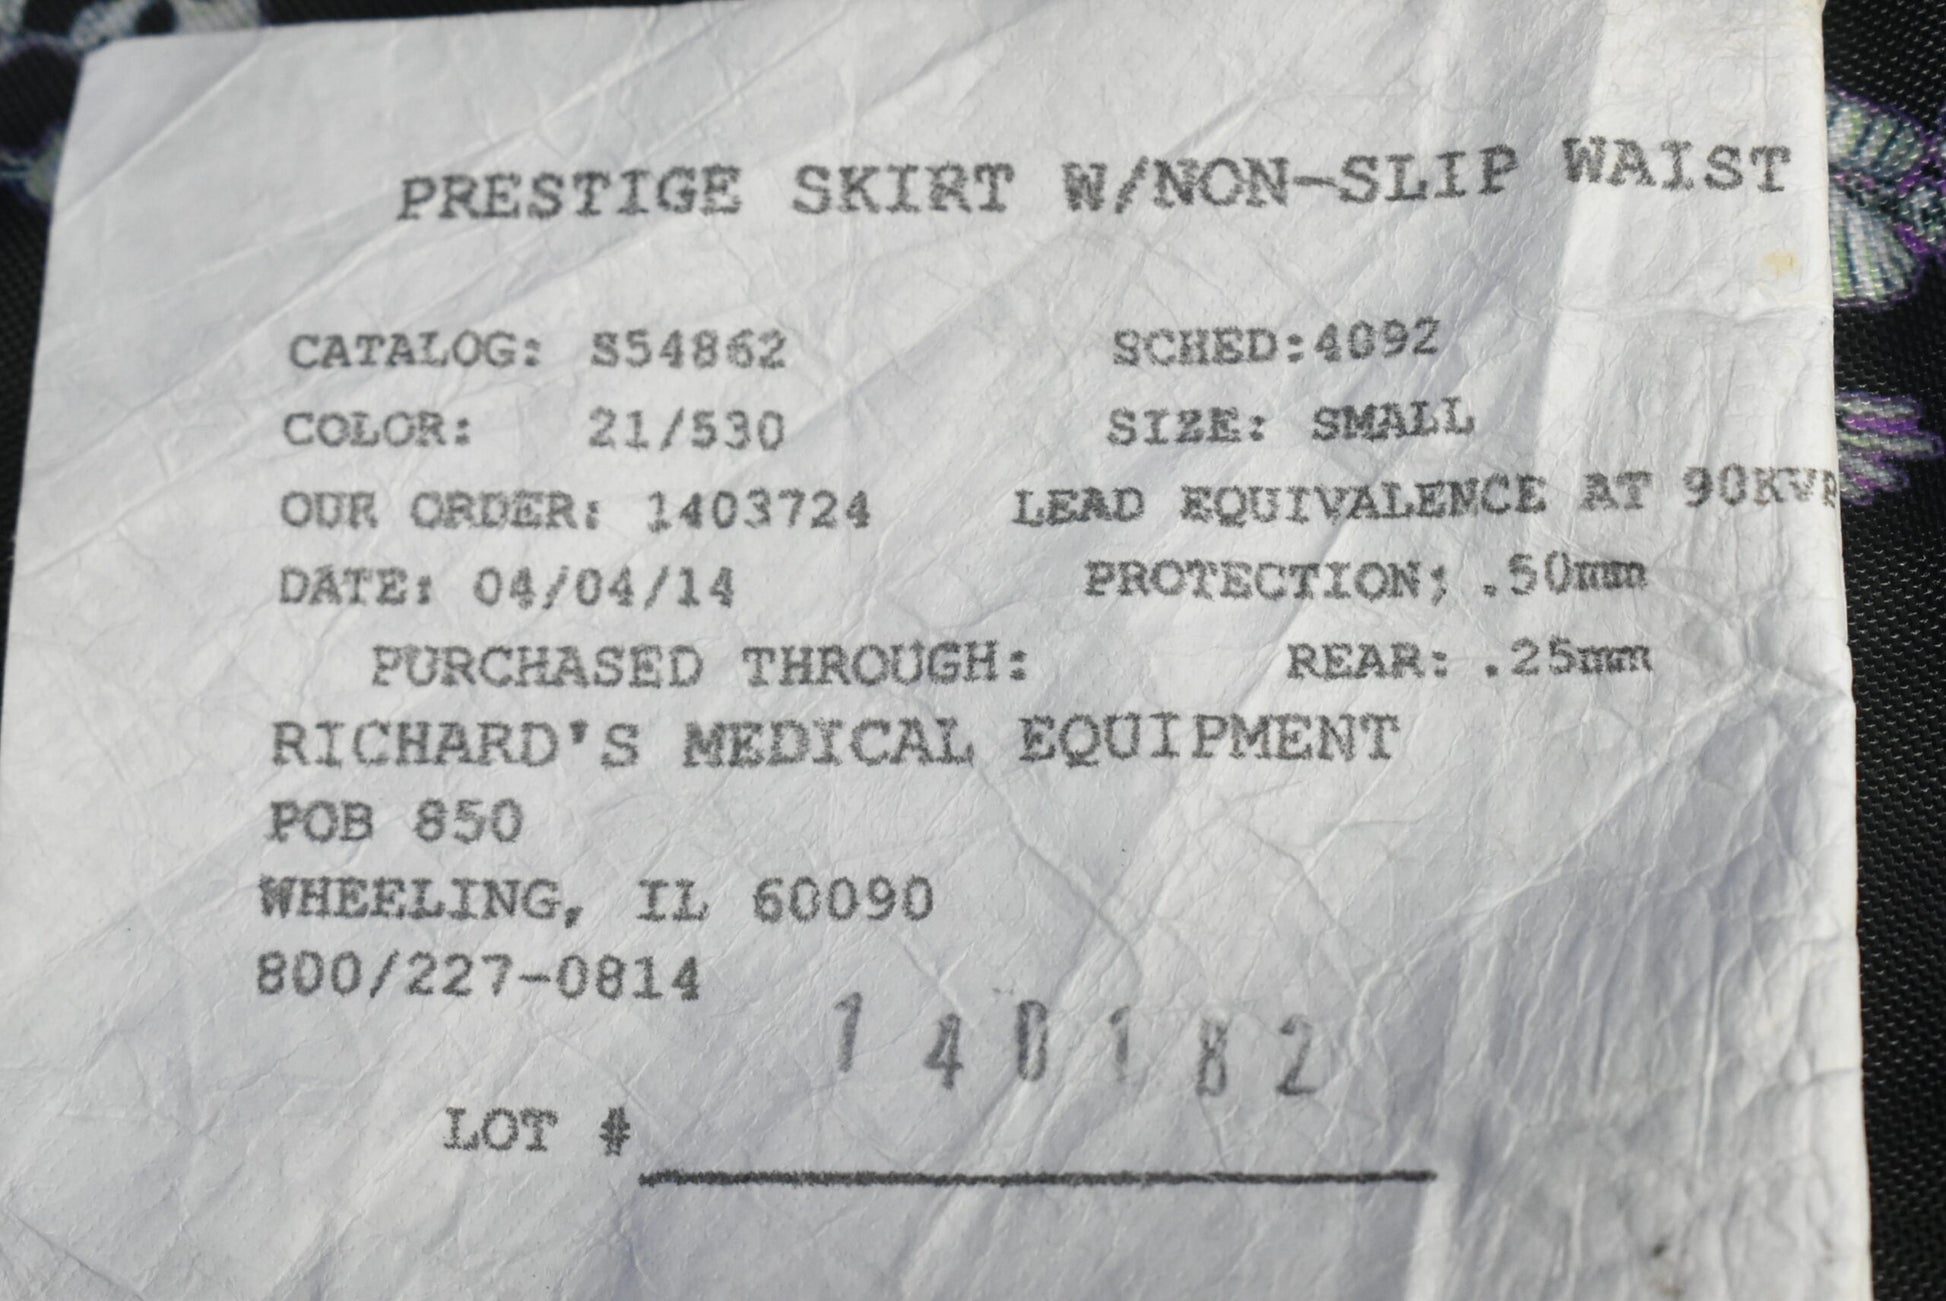 PRESTIGE SKIRT W/NON-SLIP WAIST
CATALOG: S54862 SCHED:4092
COLOR: 21/530 SIZE: SMALL
OUR ORDER: 1403724 LEAD EQUIVALENCE AT 90KVP
DATE: 04/04/14 PROTECTION; .50mm
PURCHASED THROUGH: REAR: .25mm
RICHARD'S MEDICAL EQUIPMENT
POB 850
WHEELING, IL 60090
800/227-0814
140182
LOT #